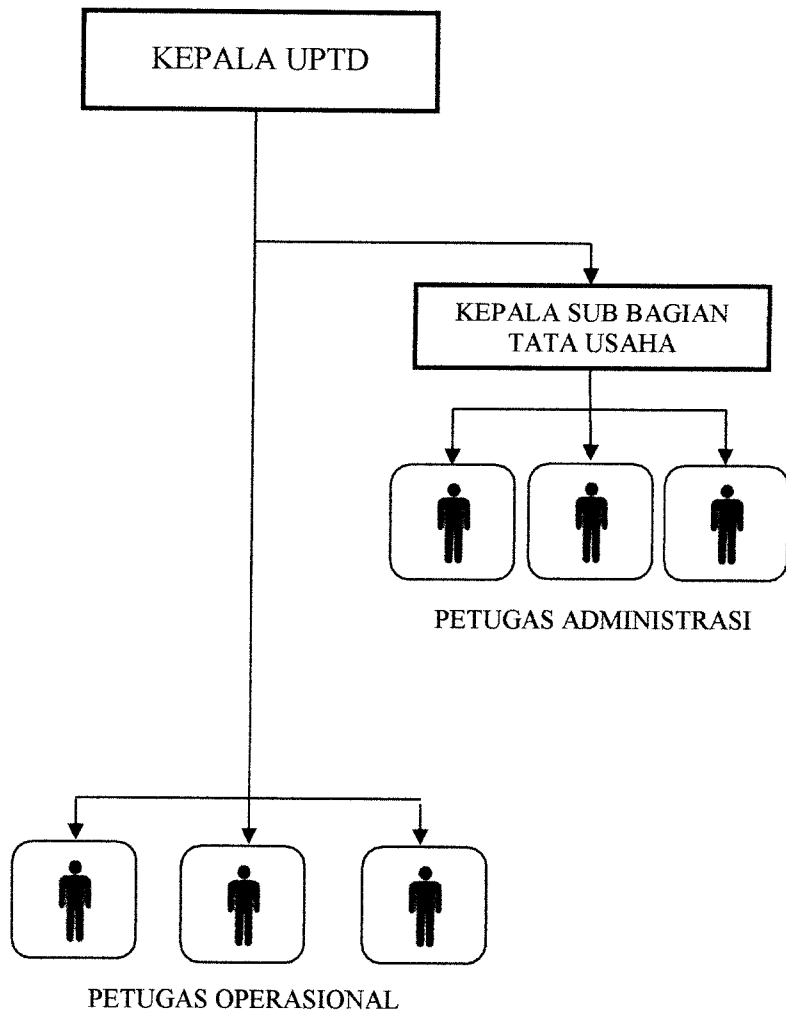 KEPALA UPTD
KEPALA SUB BAGIAN
TATA USAHA
PETUGAS ADMINISTRASI
PETUGAS OPERASIONAL